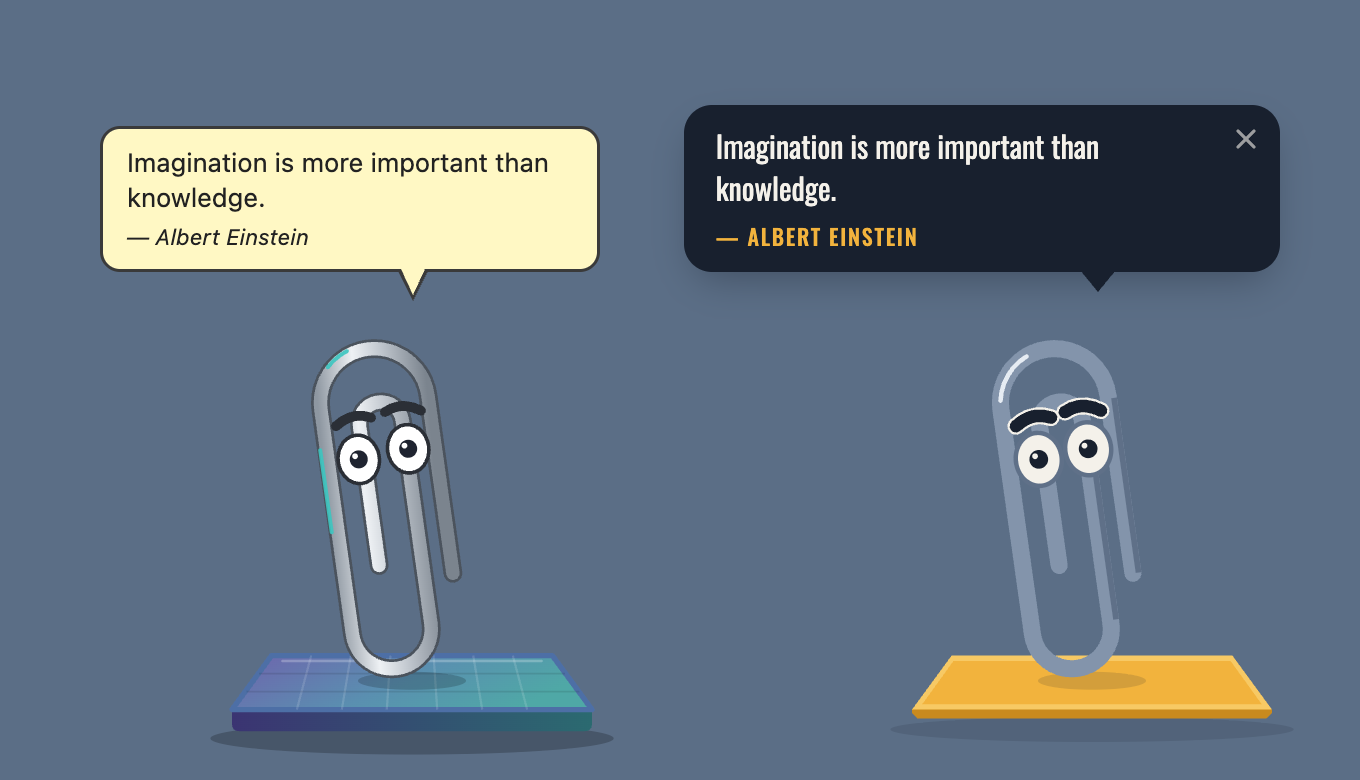 Imagination is more important than
knowledge.
— Albert Einstein
Imagination is more important than
knowledge.
— ALBERT EINSTEIN